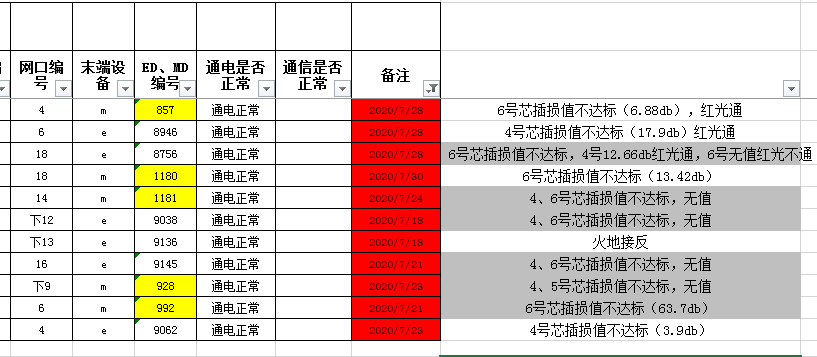 网口编号 末端设备 ED、MD编号 通电是否正常 通信是否正常 备注
4 m 857 通电正常 2020/7/28 6号芯插损值不达标（6.88db），红光通
6 e 8946 通电正常 2020/7/28 4号芯插损值不达标（17.9db）红光通
18 e 8756 通电正常 2020/7/28 6号芯插损值不达标，4号12.66db红光通，6号无值红光不通
18 m 1180 通电正常 2020/7/30 6号芯插损值不达标（13.42db）
14 m 1181 通电正常 2020/7/24 4、6号芯插损值不达标，无值
下12 e 9038 通电正常 2020/7/18 4、6号芯插损值不达标，无值
下13 e 9136 通电正常 2020/7/18 火地接反
16 e 9145 通电正常 2020/7/21 4、6号芯插损值不达标，无值
下9 m 928 通电正常 2020/7/23 4、5号芯插损值不达标，无值
6 m 992 通电正常 2020/7/21 6号芯插损值不达标（63.7db）
4 e 9062 通电正常 2020/7/23 4号芯插损值不达标（3.9db）